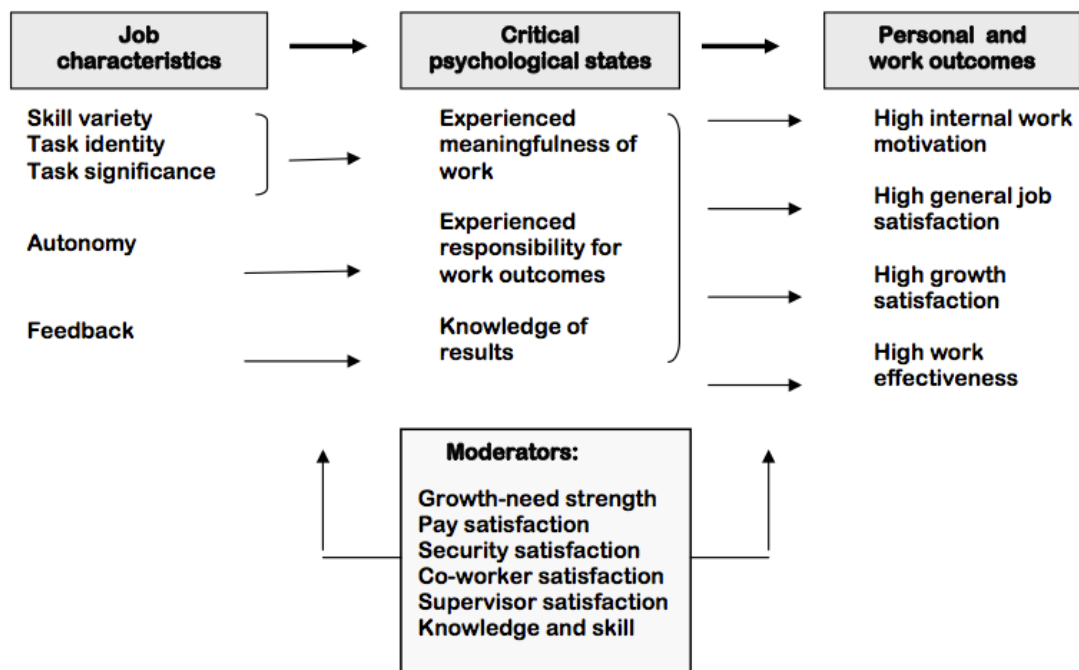 Job
characteristics
Critical
psychological states
Personal and
work outcomes
Skill variety
Task identity
Task significance
Autonomy
Feedback
Experienced
meaningfulness of
work
Experienced
responsibility for
work outcomes
Knowledge of
results
High internal work
motivation
High general job
satisfaction
High growth
satisfaction
High work
effectiveness
Moderators:
Growth-need strength
Pay satisfaction
Security satisfaction
Co-worker satisfaction
Supervisor satisfaction
Knowledge and skill